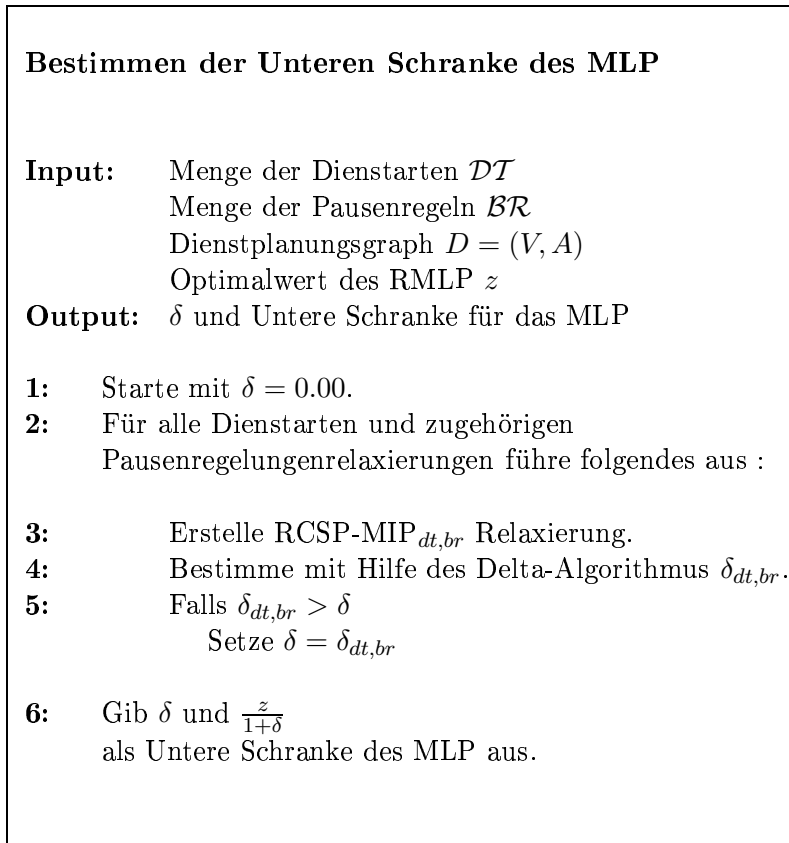 Bestimmen der Unteren Schranke des MLP
Input: Menge der Dienstarten 𝒟𝒯
Menge der Pausenregeln ℬℛ
Dienstplanungsgraph D = (V, A)
Optimalwert des RMLP z
Output: δ und Untere Schranke für das MLP
1: Starte mit δ = 0.00.
2: Für alle Dienstarten und zugehörigen
Pausenregelungenrelaxierungen führe folgendes aus :
3: Erstelle RCSP-MIP_{dt,br} Relaxierung.
4: Bestimme mit Hilfe des Delta-Algorithmus δ_{dt,br}.
5: Falls δ_{dt,br} > δ
Setze δ = δ_{dt,br}
6: Gib δ und \frac{z}{1+δ}
als Untere Schranke des MLP aus.